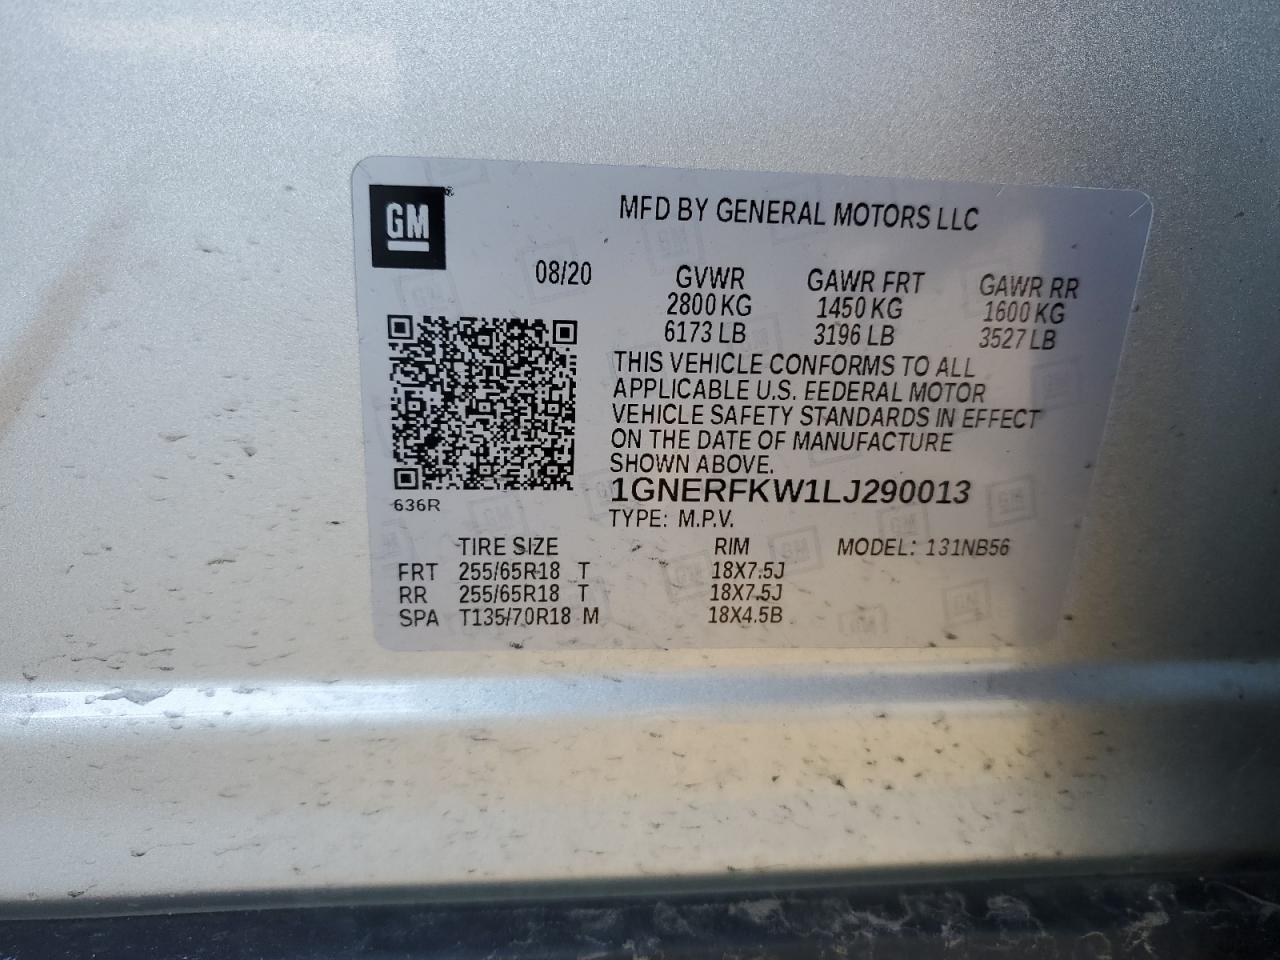 GM
MFD BY GENERAL MOTORS LLC
08/20 GVWR GAWR FRT GAWR RR
2800 KG 1450 KG 1600 KG
6173 LB 3196 LB 3527 LB
THIS VEHICLE CONFORMS TO ALL
APPLICABLE U.S. FEDERAL MOTOR
VEHICLE SAFETY STANDARDS IN EFFECT
ON THE DATE OF MANUFACTURE
SHOWN ABOVE.
1GNERFKW1LJ290013
636R
TYPE: M.P.V.
TIRE SIZE RIM MODEL: 131NB56
FRT 255/65R18 T 18X7.5J
RR 255/65R18 T 18X7.5J
SPA T135/70R18 M 18X4.5B